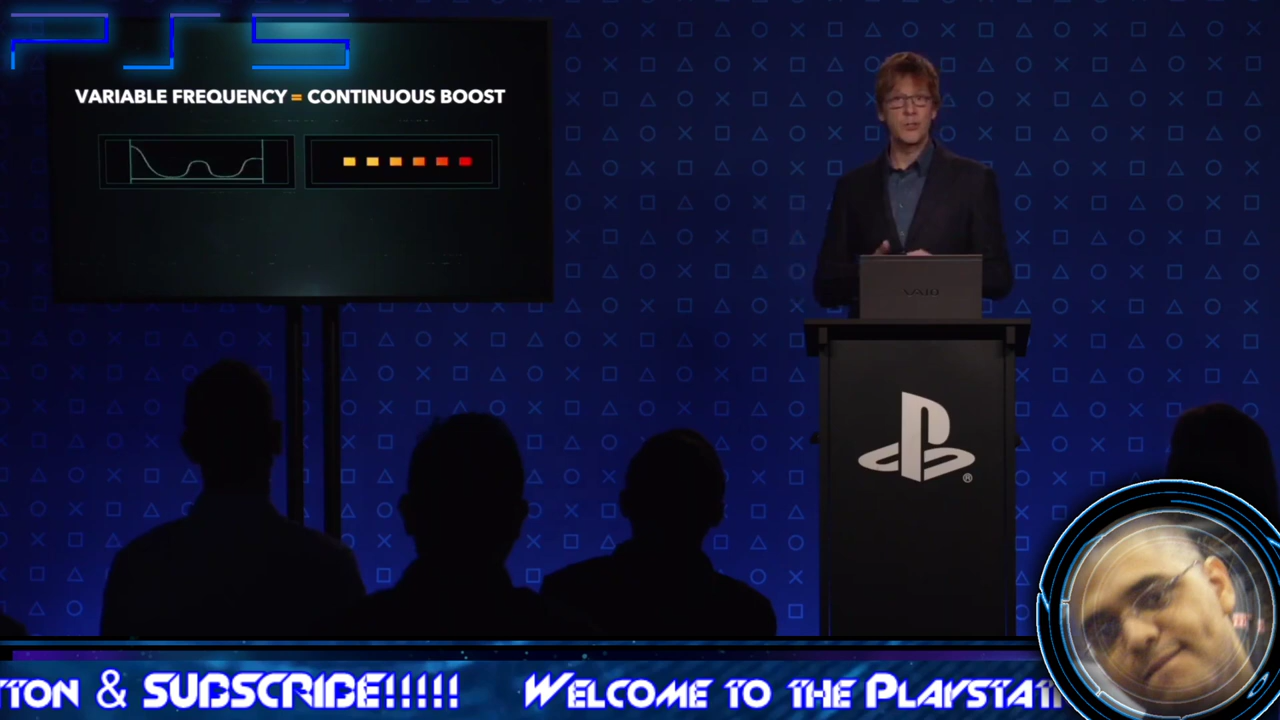 PS5
VARIABLE FREQUENCY = CONTINUOUS BOOST
VAIO
®
TTON & SUBSCRIBE!!!!! WELCOME TO THE PLAYSTATI